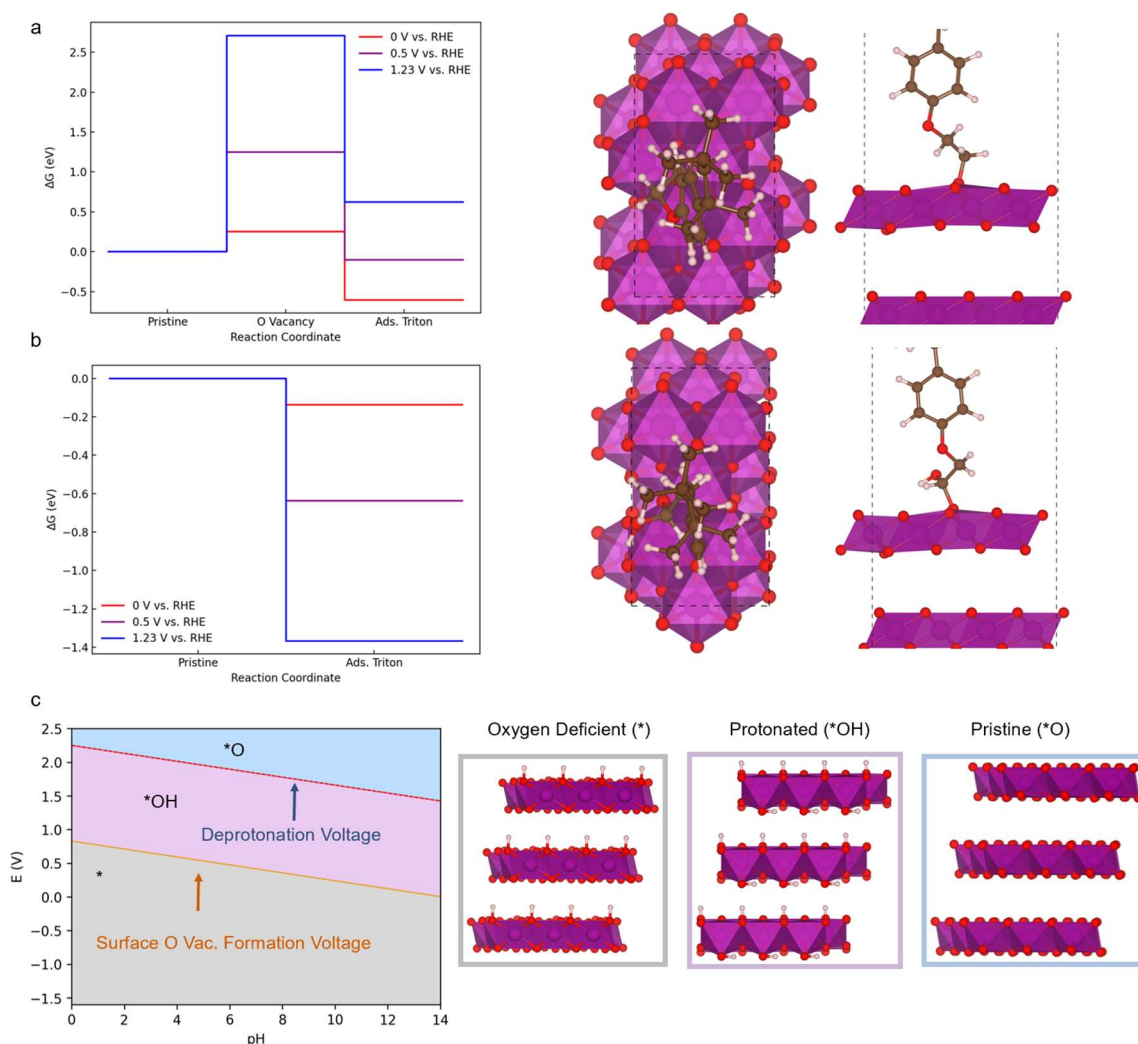 a
0 V vs. RHE
0.5 V vs. RHE
1.23 V vs. RHE
2.5
2.0
1.5
1.0
0.5
0.0
−0.5
ΔG (eV)
Pristine
O Vacancy
Ads. Triton
Reaction Coordinate
b
0.0
−0.2
−0.4
−0.6
−0.8
−1.0
−1.2
−1.4
ΔG (eV)
0 V vs. RHE
0.5 V vs. RHE
1.23 V vs. RHE
Pristine
Ads. Triton
Reaction Coordinate
c
2.5
2.0
1.5
1.0
0.5
0.0
−0.5
−1.0
−1.5
E (V)
*O
*OH
Deprotonation Voltage
*
Surface O Vac. Formation Voltage
0 2 4 6 8 10 12 14
pH
Oxygen Deficient (*)
Protonated (*OH)
Pristine (*O)